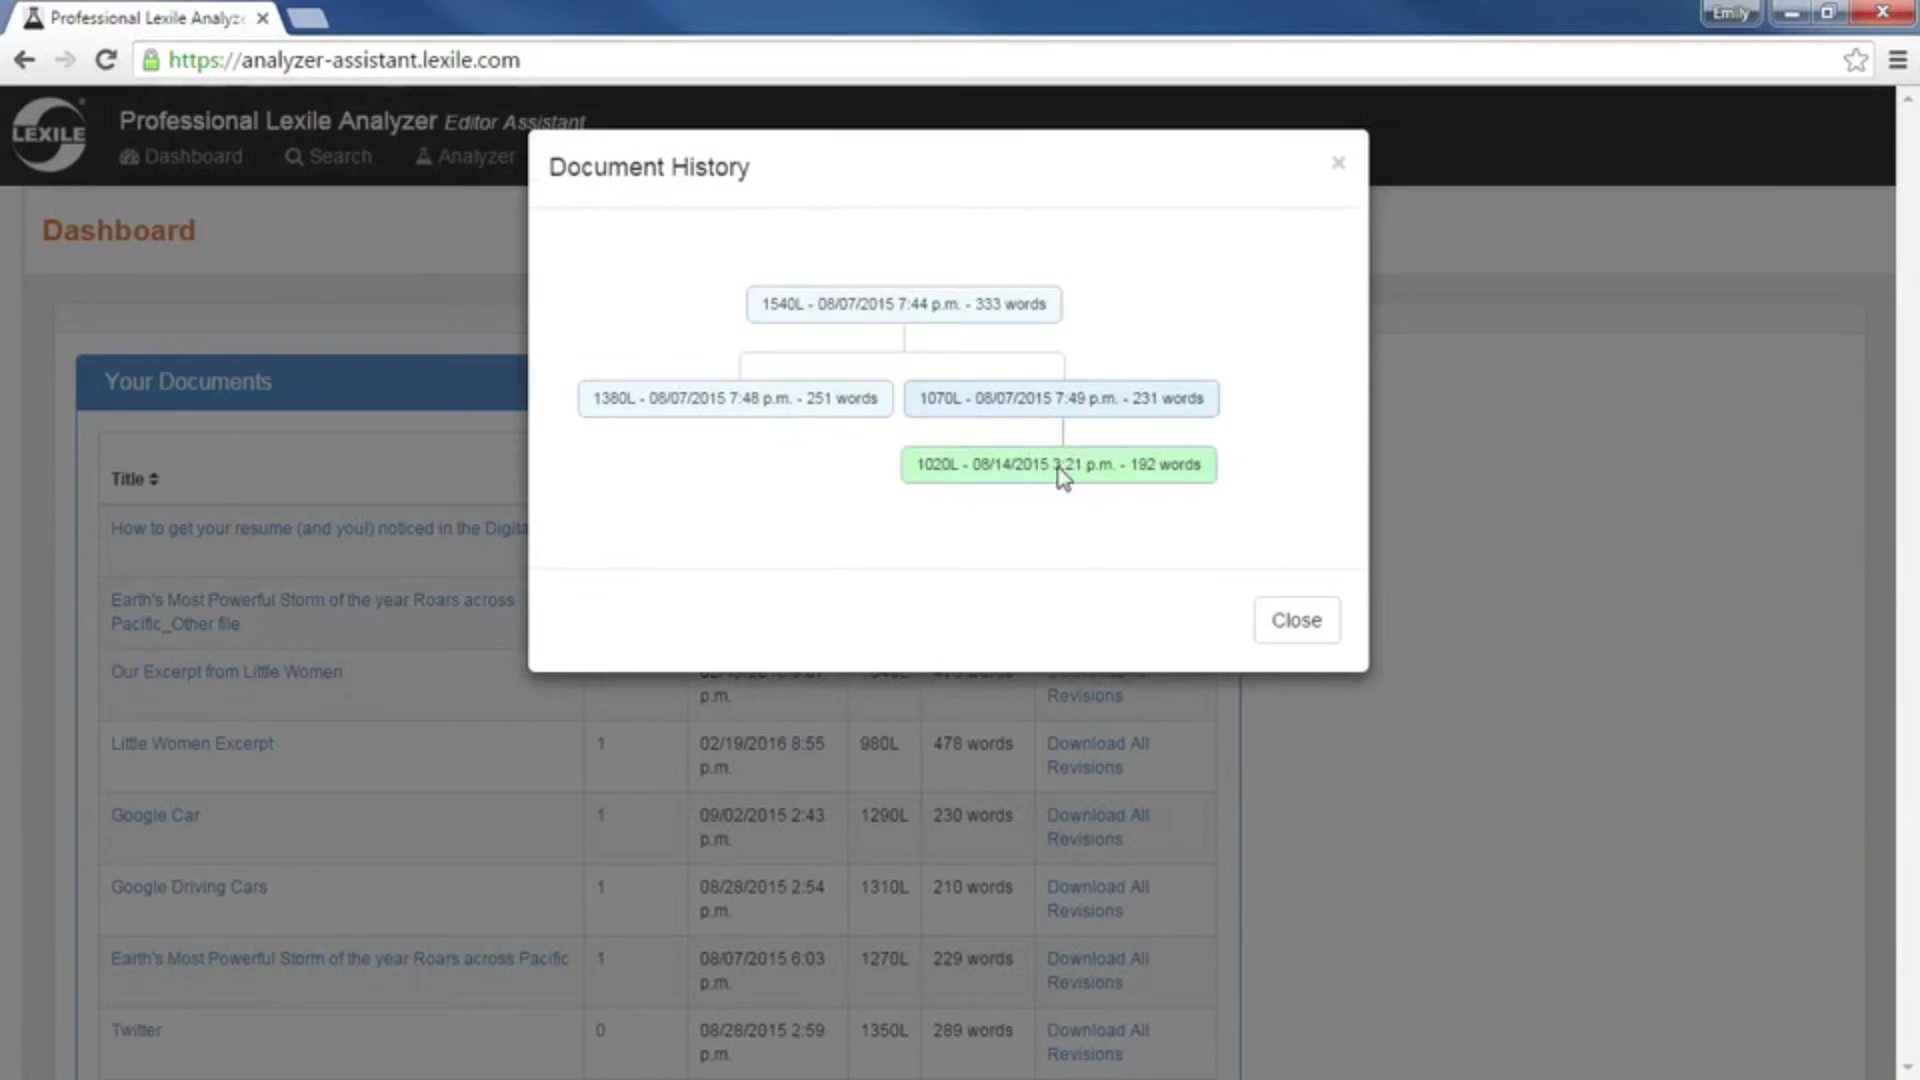 Professional Lexile Analyze
Emily
https://analyzer-assistant.lexile.com
LEXILE
Professional Lexile Analyzer Editor Assistant
Dashboard Search Analyzer
Document History
×
Dashboard
1540L - 08/07/2015 7:44 p.m. - 333 words
1380L - 08/07/2015 7:48 p.m. - 251 words
1070L - 08/07/2015 7:49 p.m. - 231 words
1020L - 08/14/2015 3:21 p.m. - 192 words
Close
Your Documents
Title
How to get your resume (and you!) noticed in the Digita
Earth's Most Powerful Storm of the year Roars across
Pacific_Other file
Our Excerpt from Little Women
p.m. Revisions
Little Women Excerpt 1 02/19/2016 8:55 980L 478 words Download All
p.m. Revisions
Google Car 1 09/02/2015 2:43 1290L 230 words Download All
p.m. Revisions
Google Driving Cars 1 08/28/2015 2:54 1310L 210 words Download All
p.m. Revisions
Earth's Most Powerful Storm of the year Roars across Pacific 1 08/07/2015 6:03 1270L 229 words Download All
p.m. Revisions
Twitter 0 08/28/2015 2:59 1350L 289 words Download All
p.m. Revisions